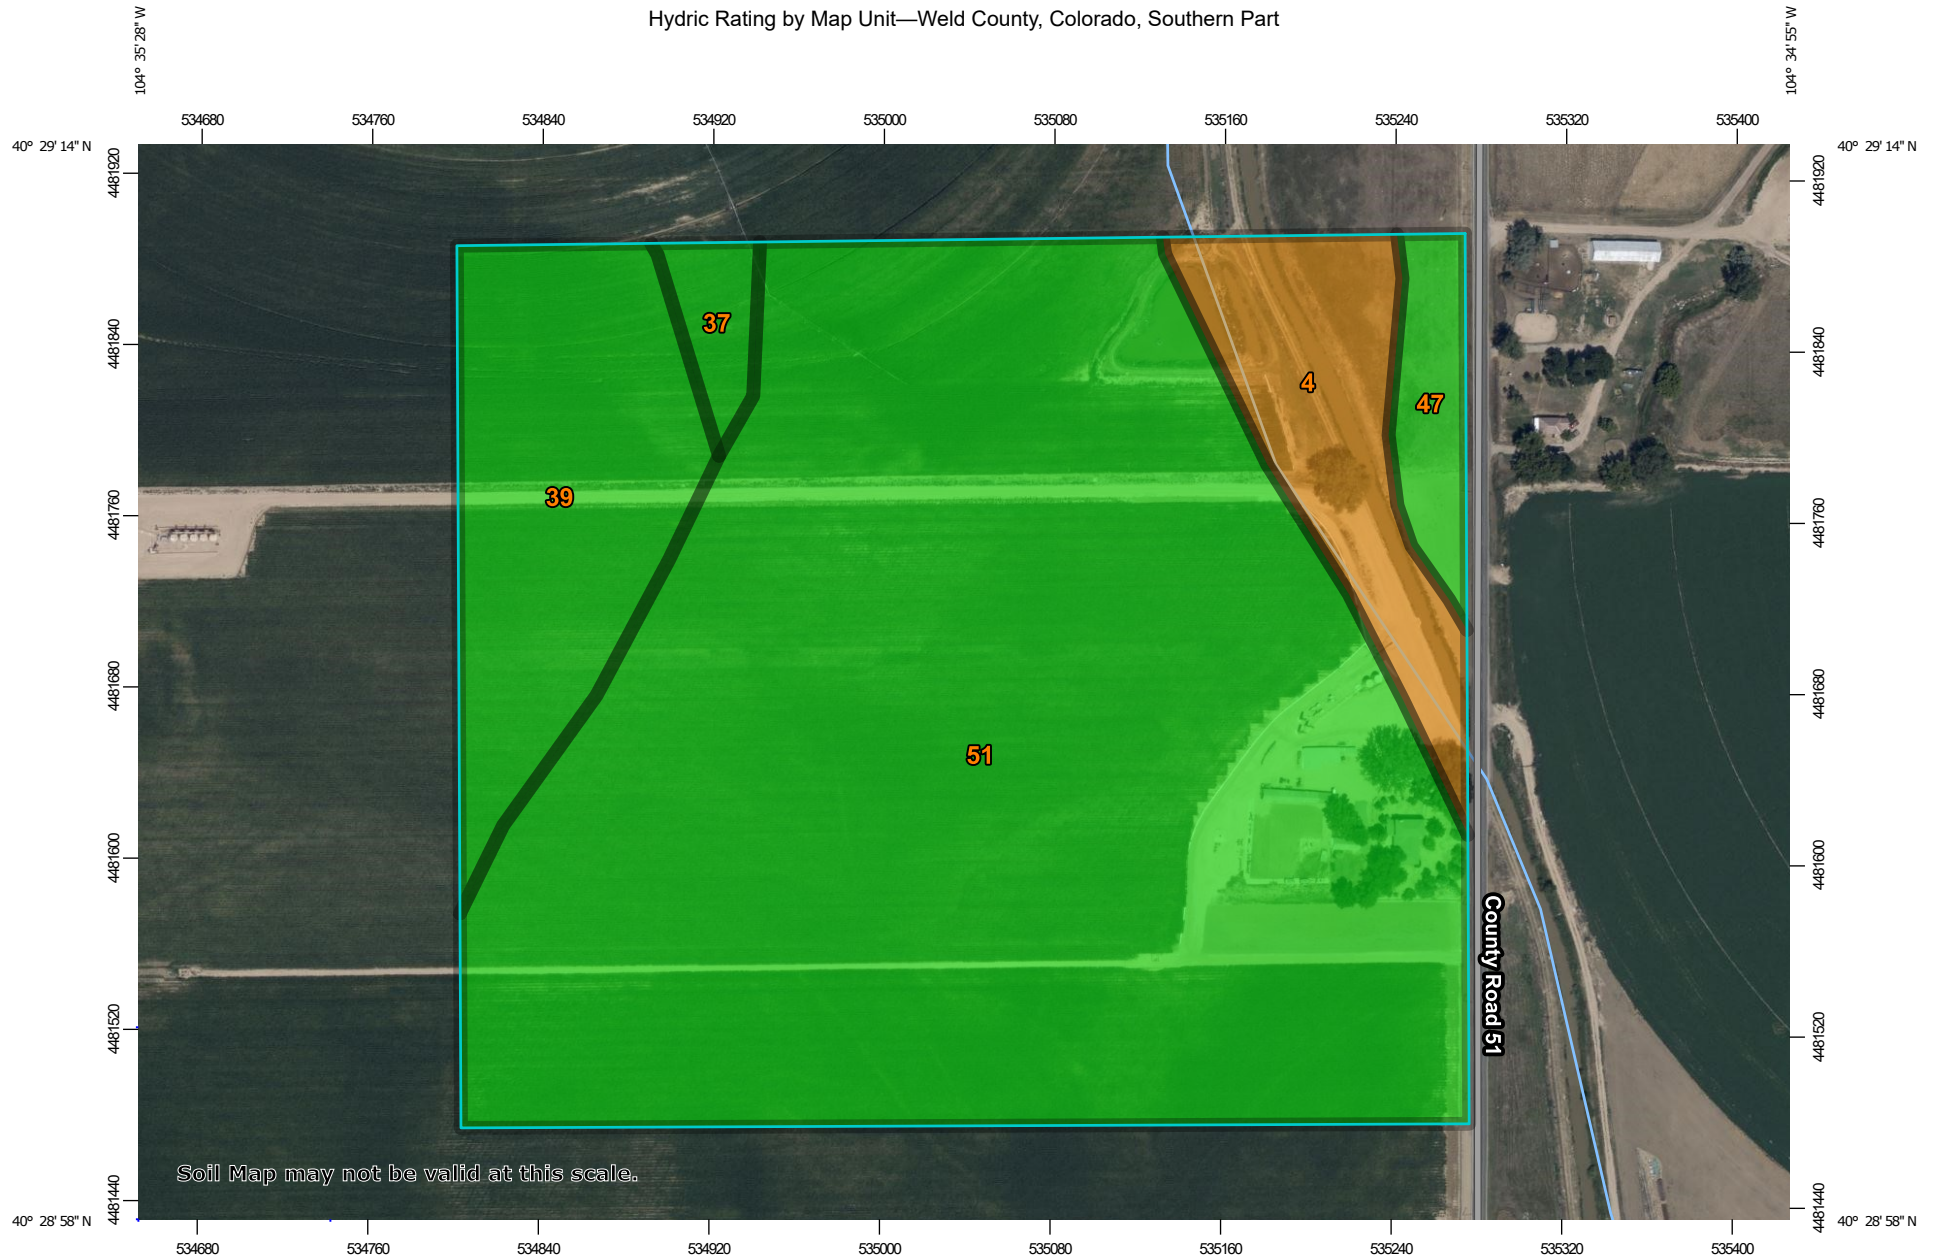 Hydric Rating by Map Unit—Weld County, Colorado, Southern Part
104° 35' 28" W
104° 34' 55" W
534680 534760 534840 534920 535000 535080 535160 535240 535320 535400
40° 29' 14" N
40° 29' 14" N
4481920
4481920
4481840
4481840
4481760
4481760
4481680
4481680
4481600
4481600
4481520
4481520
4481440
4481440
37
4
47
39
51
County Road 51
Soil Map may not be valid at this scale.
40° 28' 58" N
40° 28' 58" N
534680 534760 534840 534920 535000 535080 535160 535240 535320 535400